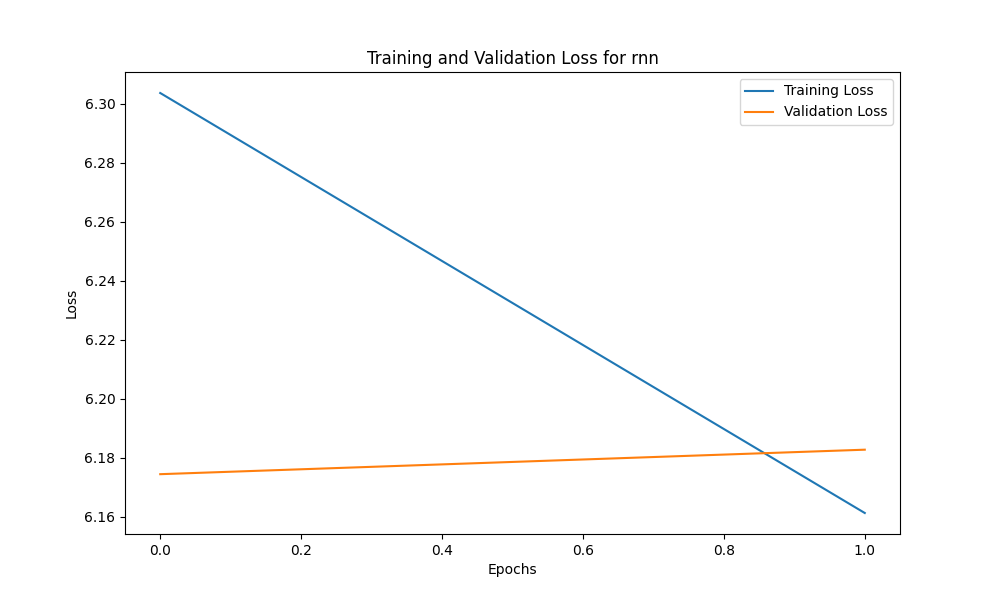 Training and Validation Loss for rnn
Training Loss
Validation Loss
Loss
6.30
6.28
6.26
6.24
6.22
6.20
6.18
6.16
0.0 0.2 0.4 0.6 0.8 1.0
Epochs